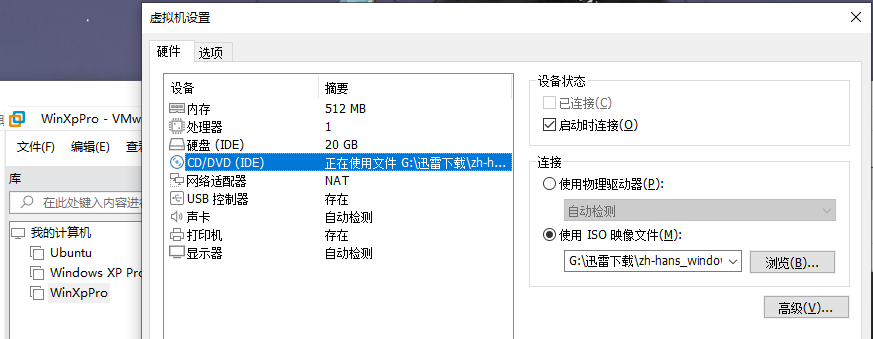 虚拟机设置
硬件 选项
设备 摘要
内存 512 MB
处理器 1
硬盘 (IDE) 20 GB
CD/DVD (IDE) 正在使用文件 G:\迅雷下载\zh-h...
网络适配器 NAT
USB 控制器 存在
声卡 自动检测
打印机 存在
显示器 自动检测
设备状态
已连接(C)
启动时连接(O)
连接
使用物理驱动器(P):
自动检测
使用 ISO 映像文件(M):
G:\迅雷下载\zh-hans_window
浏览(B)...
高级(V)...
WinXpPro - VMw
文件(F) 编辑(E) 查看
库
在此处键入内容进行
我的计算机
Ubuntu
Windows XP Pro
WinXpPro